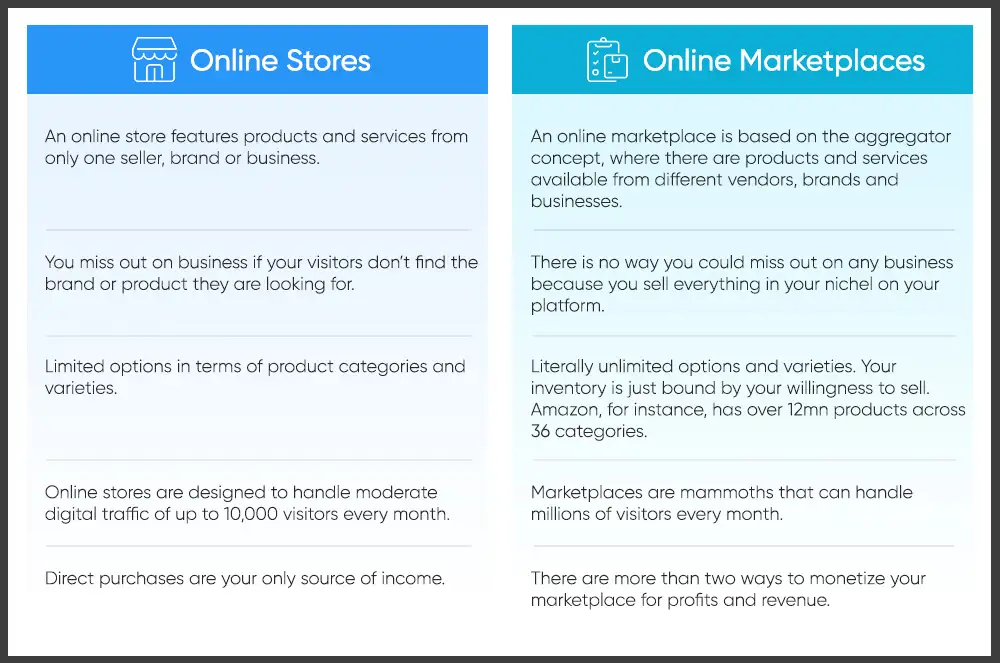 Online Stores
An online store features products and services from
only one seller, brand or business.
You miss out on business if your visitors don't find the
brand or product they are looking for.
Limited options in terms of product categories and
varieties.
Online stores are designed to handle moderate
digital traffic of up to 10,000 visitors every month.
Direct purchases are your only source of income.
Online Marketplaces
An online marketplace is based on the aggregator
concept, where there are products and services
available from different vendors, brands and
businesses.
There is no way you could miss out on any business
because you sell everything in your nichel on your
platform.
Literally unlimited options and varieties. Your
inventory is just bound by your willingness to sell.
Amazon, for instance, has over 12mn products across
36 categories.
Marketplaces are mammoths that can handle
millions of visitors every month.
There are more than two ways to monetize your
marketplace for profits and revenue.